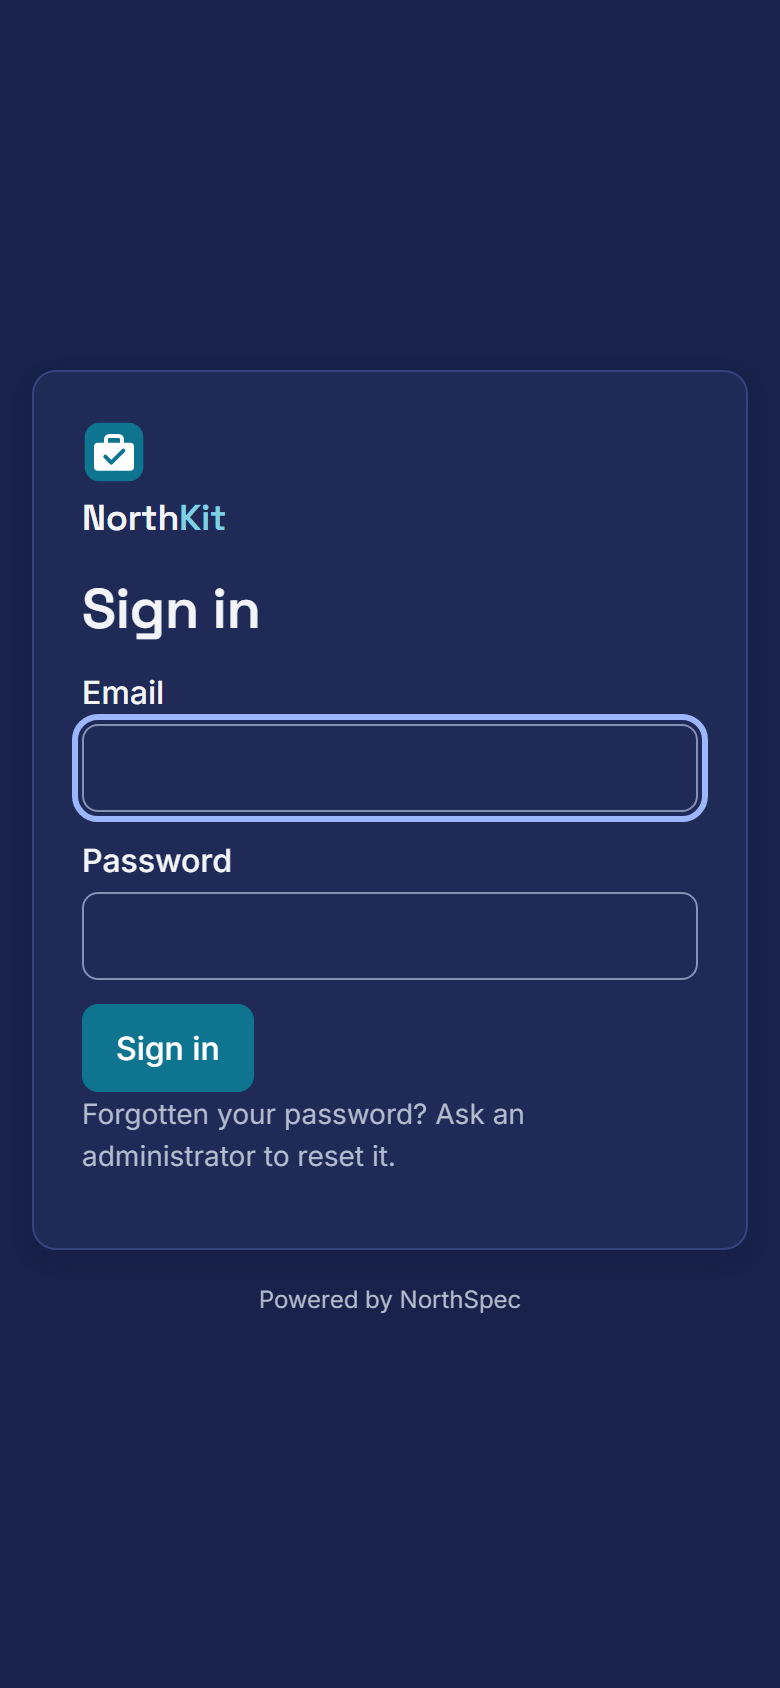 NorthKit
Sign in
Email
Password
Sign in
Forgotten your password? Ask an
administrator to reset it.
Powered by NorthSpec